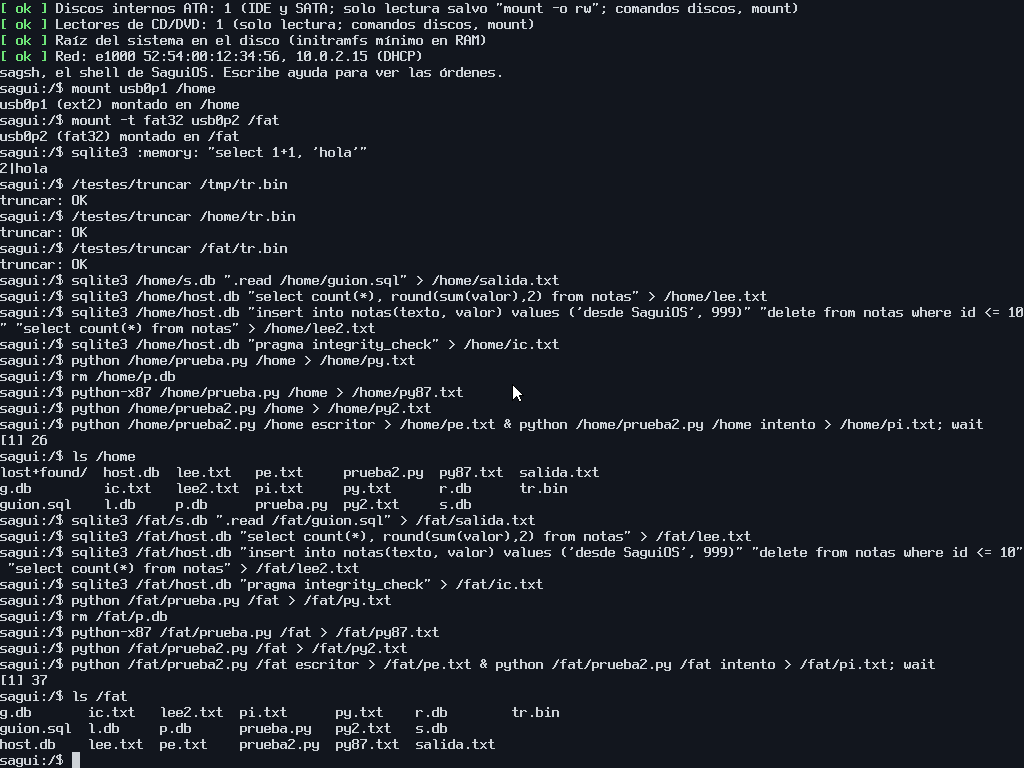 [ ok ] Discos internos ATA: 1 (IDE y SATA; solo lectura salvo "mount -o rw"; comandos discos, mount)
[ ok ] Lectores de CD/DVD: 1 (solo lectura; comandos discos, mount)
[ ok ] Raíz del sistema en el disco (initramfs mínimo en RAM)
[ ok ] Red: e1000 52:54:00:12:34:56, 10.0.2.15 (DHCP)
sagsh, el shell de SaguiOS. Escribe ayuda para ver las órdenes.
sagui:/$ mount usb0p1 /home
usb0p1 (ext2) montado en /home
sagui:/$ mount -t fat32 usb0p2 /fat
usb0p2 (fat32) montado en /fat
sagui:/$ sqlite3 :memory: "select 1+1, 'hola'"
2|hola
sagui:/$ /testes/truncar /tmp/tr.bin
truncar: OK
sagui:/$ /testes/truncar /home/tr.bin
truncar: OK
sagui:/$ /testes/truncar /fat/tr.bin
truncar: OK
sagui:/$ sqlite3 /home/s.db ".read /home/guion.sql" > /home/salida.txt
sagui:/$ sqlite3 /home/host.db "select count(*), round(sum(valor),2) from notas" > /home/lee.txt
sagui:/$ sqlite3 /home/host.db "insert into notas(texto, valor) values ('desde SaguiOS', 999)" "delete from notas where id <= 10
" "select count(*) from notas" > /home/lee2.txt
sagui:/$ sqlite3 /home/host.db "pragma integrity_check" > /home/ic.txt
sagui:/$ python /home/prueba.py /home > /home/py.txt
sagui:/$ rm /home/p.db
sagui:/$ python-x87 /home/prueba.py /home > /home/py87.txt
sagui:/$ python /home/prueba2.py /home > /home/py2.txt
sagui:/$ python /home/prueba2.py /home escritor > /home/pe.txt & python /home/prueba2.py /home intento > /home/pi.txt; wait
[1] 26
sagui:/$ ls /home
lost+found/  host.db  lee.txt   pe.txt     prueba2.py  py87.txt  salida.txt
g.db         ic.txt   lee2.txt  pi.txt     py.txt      r.db      tr.bin
guion.sql    l.db     p.db      prueba.py  py2.txt     s.db
sagui:/$ sqlite3 /fat/s.db ".read /fat/guion.sql" > /fat/salida.txt
sagui:/$ sqlite3 /fat/host.db "select count(*), round(sum(valor),2) from notas" > /fat/lee.txt
sagui:/$ sqlite3 /fat/host.db "insert into notas(texto, valor) values ('desde SaguiOS', 999)" "delete from notas where id <= 10"
 "select count(*) from notas" > /fat/lee2.txt
sagui:/$ sqlite3 /fat/host.db "pragma integrity_check" > /fat/ic.txt
sagui:/$ python /fat/prueba.py /fat > /fat/py.txt
sagui:/$ rm /fat/p.db
sagui:/$ python-x87 /fat/prueba.py /fat > /fat/py87.txt
sagui:/$ python /fat/prueba2.py /fat > /fat/py2.txt
sagui:/$ python /fat/prueba2.py /fat escritor > /fat/pe.txt & python /fat/prueba2.py /fat intento > /fat/pi.txt; wait
[1] 37
sagui:/$ ls /fat
g.db       ic.txt   lee2.txt  pi.txt      py.txt    r.db        tr.bin
guion.sql  l.db     p.db      prueba.py   py2.txt   s.db
host.db    lee.txt  pe.txt    prueba2.py  py87.txt  salida.txt
sagui:/$